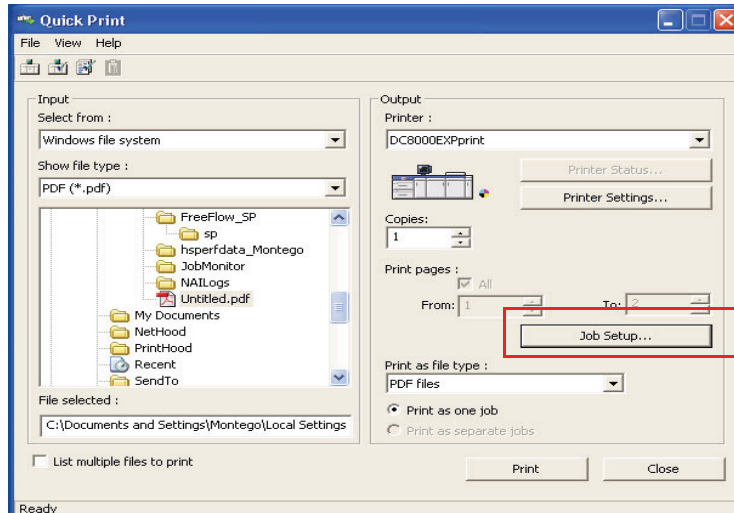 Quick Print
File View Help
Input
Select from :
Windows file system
Show file type :
PDF (*.pdf)
FreeFlow_SP
sp
hsperfdata_Montego
JobMonitor
NAILogs
Untitled.pdf
My Documents
NetHood
PrintHood
Recent
SendTo
File selected :
C:\Documents and Settings\Montego\Local Settings
List multiple files to print
Output
Printer :
DC8000EXPprint
Printer Status...
Printer Settings...
Copies:
1
Print pages :
All
From: 1 To: 2
Job Setup...
Print as file type :
PDF files
Print as one job
Print as separate jobs
Print Close
Ready